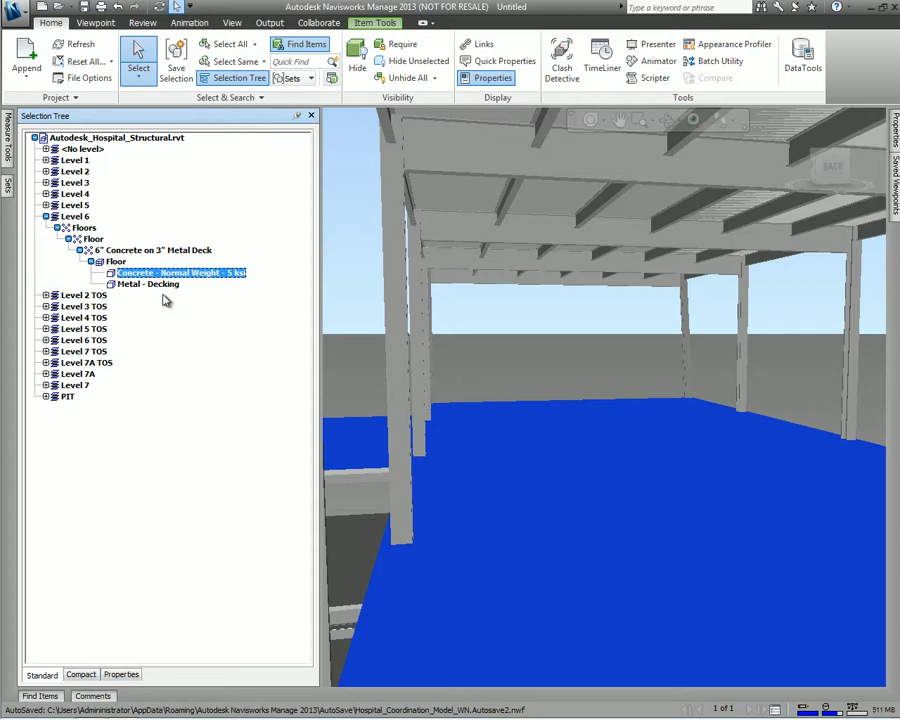 Autodesk Navisworks Manage 2013 (NOT FOR RESALE) Untitled
Type a keyword or phrase
Home Viewpoint Review Animation View Output Collaborate Item Tools
Append
Refresh
Reset All...
File Options
Project
Select
Save Selection
Select All
Select Same
Selection Tree
Find Items
Quick Find
Sets
Select & Search
Hide
Require
Hide Unselected
Unhide All
Visibility
Links
Quick Properties
Properties
Display
Clash Detective
TimeLiner
Presenter
Animator
Scripter
Appearance Profiler
Batch Utility
Compare
Tools
DataTools
Measure Tools
Sets
Selection Tree
Autodesk_Hospital_Structural.rvt
<No level>
Level 1
Level 2
Level 3
Level 4
Level 5
Level 6
Floors
Floor
6" Concrete on 3" Metal Deck
Floor
Concrete - Normal Weight - 5 ksi
Metal - Decking
Level 2 TOS
Level 3 TOS
Level 4 TOS
Level 5 TOS
Level 6 TOS
Level 7 TOS
Level 7A TOS
Level 7A
Level 7
PIT
BACK
Properties
Saved Viewpoints
Standard Compact Properties
Find Items Comments
AutoSaved: C:\Users\Admininistrator\AppData\Roaming\Autodesk Navisworks Manage 2013\AutoSave\Hospital_Coordination_Model_WN.Autosave2.nwf
1 of 1
511 MB